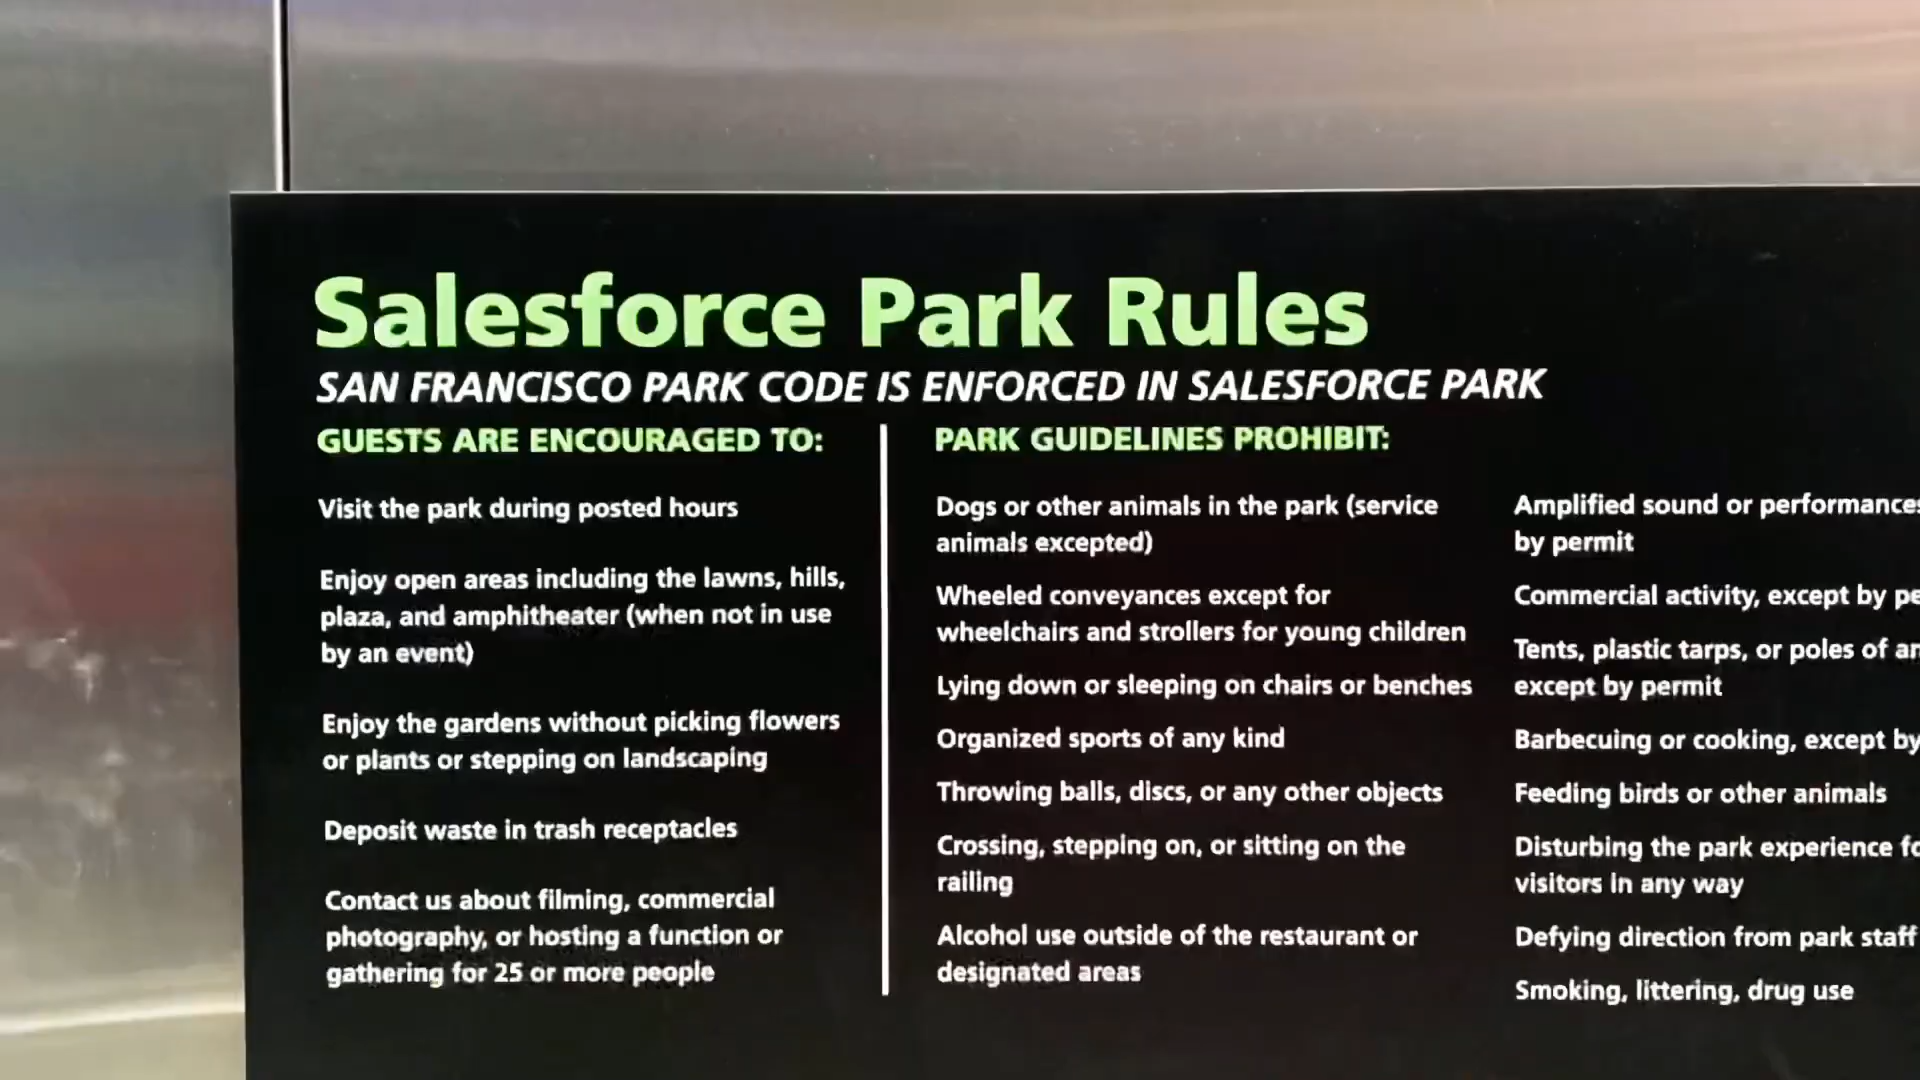 Salesforce Park Rules
SAN FRANCISCO PARK CODE IS ENFORCED IN SALESFORCE PARK
GUESTS ARE ENCOURAGED TO:
Visit the park during posted hours
Enjoy open areas including the lawns, hills,
plaza, and amphitheater (when not in use
by an event)
Enjoy the gardens without picking flowers
or plants or stepping on landscaping
Deposit waste in trash receptacles
Contact us about filming, commercial
photography, or hosting a function or
gathering for 25 or more people
PARK GUIDELINES PROHIBIT:
Dogs or other animals in the park (service
animals excepted)
Wheeled conveyances except for
wheelchairs and strollers for young children
Lying down or sleeping on chairs or benches
Organized sports of any kind
Throwing balls, discs, or any other objects
Crossing, stepping on, or sitting on the
railing
Alcohol use outside of the restaurant or
designated areas
Amplified sound or performances
by permit
Commercial activity, except by
Tents, plastic tarps, or poles of
except by permit
Barbecuing or cooking, except by
Feeding birds or other animals
Disturbing the park experience
visitors in any way
Defying direction from park staff
Smoking, littering, drug use